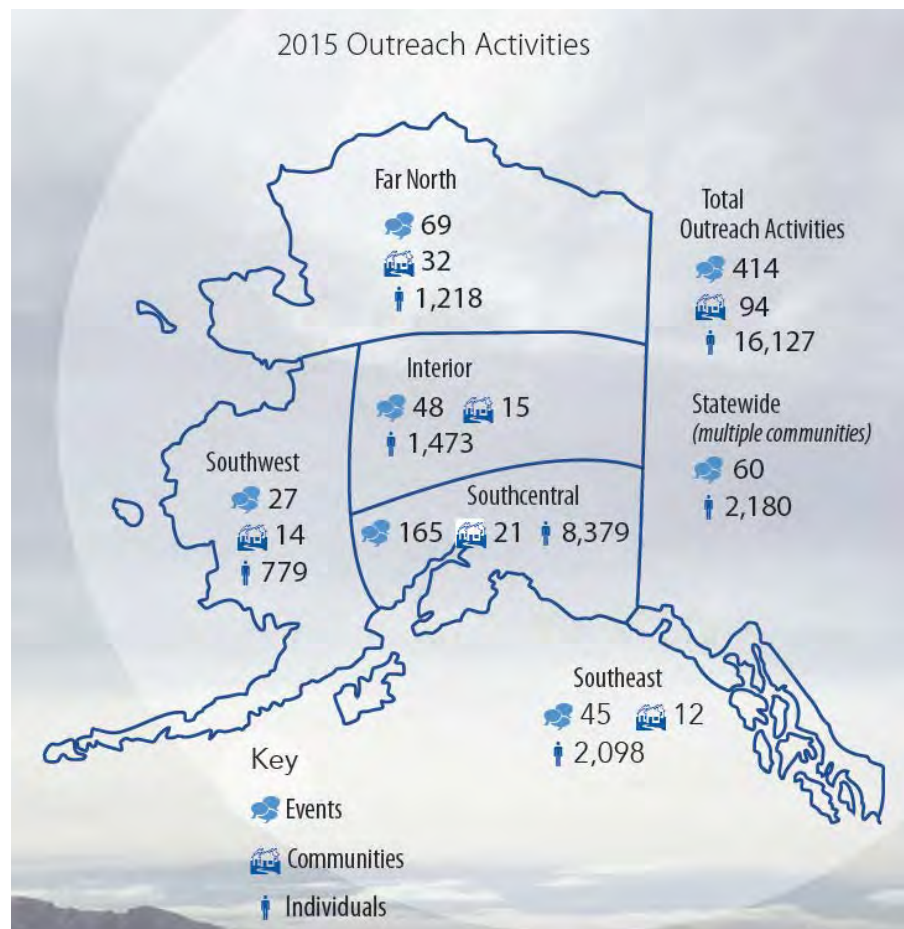 2015 Outreach Activities
Far North
69
32
1,218
Total
Outreach Activities
414
94
16,127
Interior
48 15
1,473
Statewide
(multiple communities)
60
2,180
Southwest
27
14
779
Southcentral
165 21 8,379
Southeast
45 12
2,098
Key
Events
Communities
Individuals